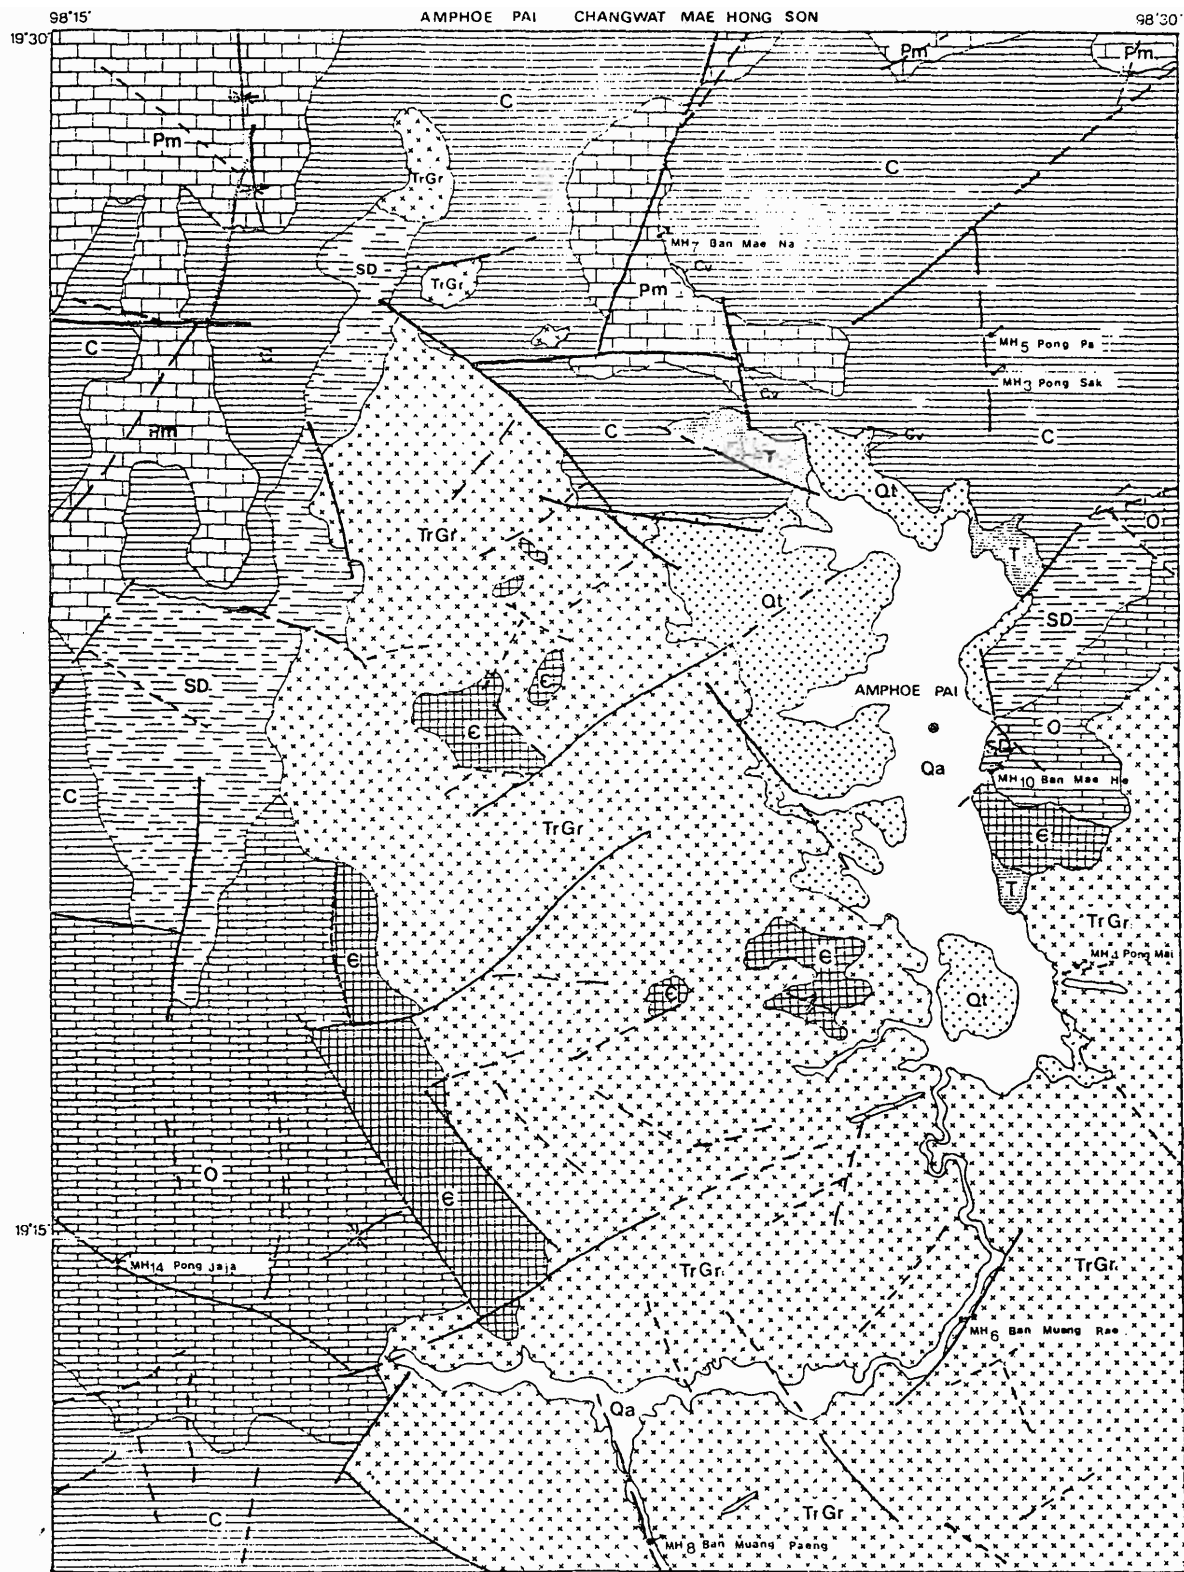 98°15' AMPHOE PAI CHANGWAT MAE HONG SON 98°30'
19°30'
Pm Pm
C
Pm
C
TrGr
MH7 Ban Mae Na
SD
Cv
TrGr
Pm
MH5 Pong Pa
C
MH3 Pong Sak
Cv
Pm
C
Cv
C
T
Qt
O
TrGr
T
Qt
SD
SD
Є
AMPHOE PAI
Є
O
SD
Qa
MH10 Ban Mae He
C
TrGr
Є
T
TrGr
Є
Є
MH4 Pong Mai
Є
Qt
O
Є
19°15'
MH14 Pong Jaja
TrGr
TrGr
MH6 Ban Muang Rae
Qa
C
TrGr
MH8 Ban Muang Paeng